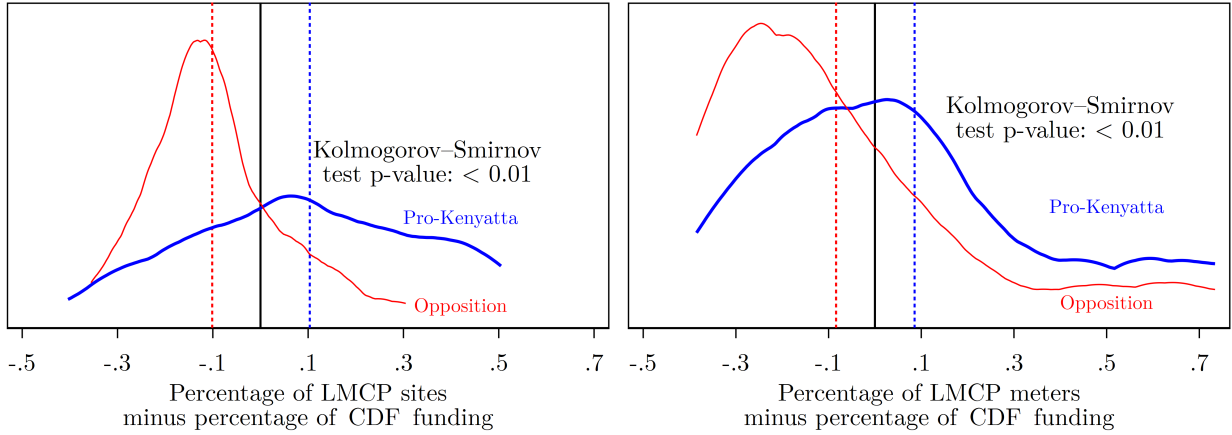 Kolmogorov–Smirnov
test p-value: < 0.01
Pro-Kenyatta
Opposition
-.5 -.3 -.1 .1 .3 .5 .7
Percentage of LMCP sites
minus percentage of CDF funding
Kolmogorov–Smirnov
test p-value: < 0.01
Pro-Kenyatta
Opposition
-.5 -.3 -.1 .1 .3 .5 .7
Percentage of LMCP meters
minus percentage of CDF funding